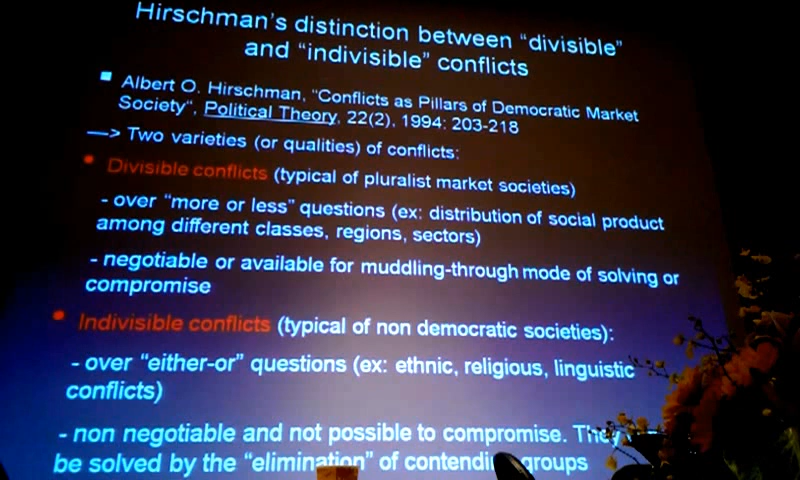 Hirschman's distinction between "divisible"
and "indivisible" conflicts
Albert O. Hirschman, "Conflicts as Pillars of Democratic Market
Society", Political Theory, 22(2), 1994: 203-218
—> Two varieties (or qualities) of conflicts:
• Divisible conflicts (typical of pluralist market societies)
- over "more or less" questions (ex: distribution of social product
among different classes, regions, sectors)
- negotiable or available for muddling-through mode of solving or
compromise
• Indivisible conflicts (typical of non democratic societies):
- over "either-or" questions (ex: ethnic, religious, linguistic
conflicts)
- non negotiable and not possible to compromise. They
be solved by the "elimination" of contending groups